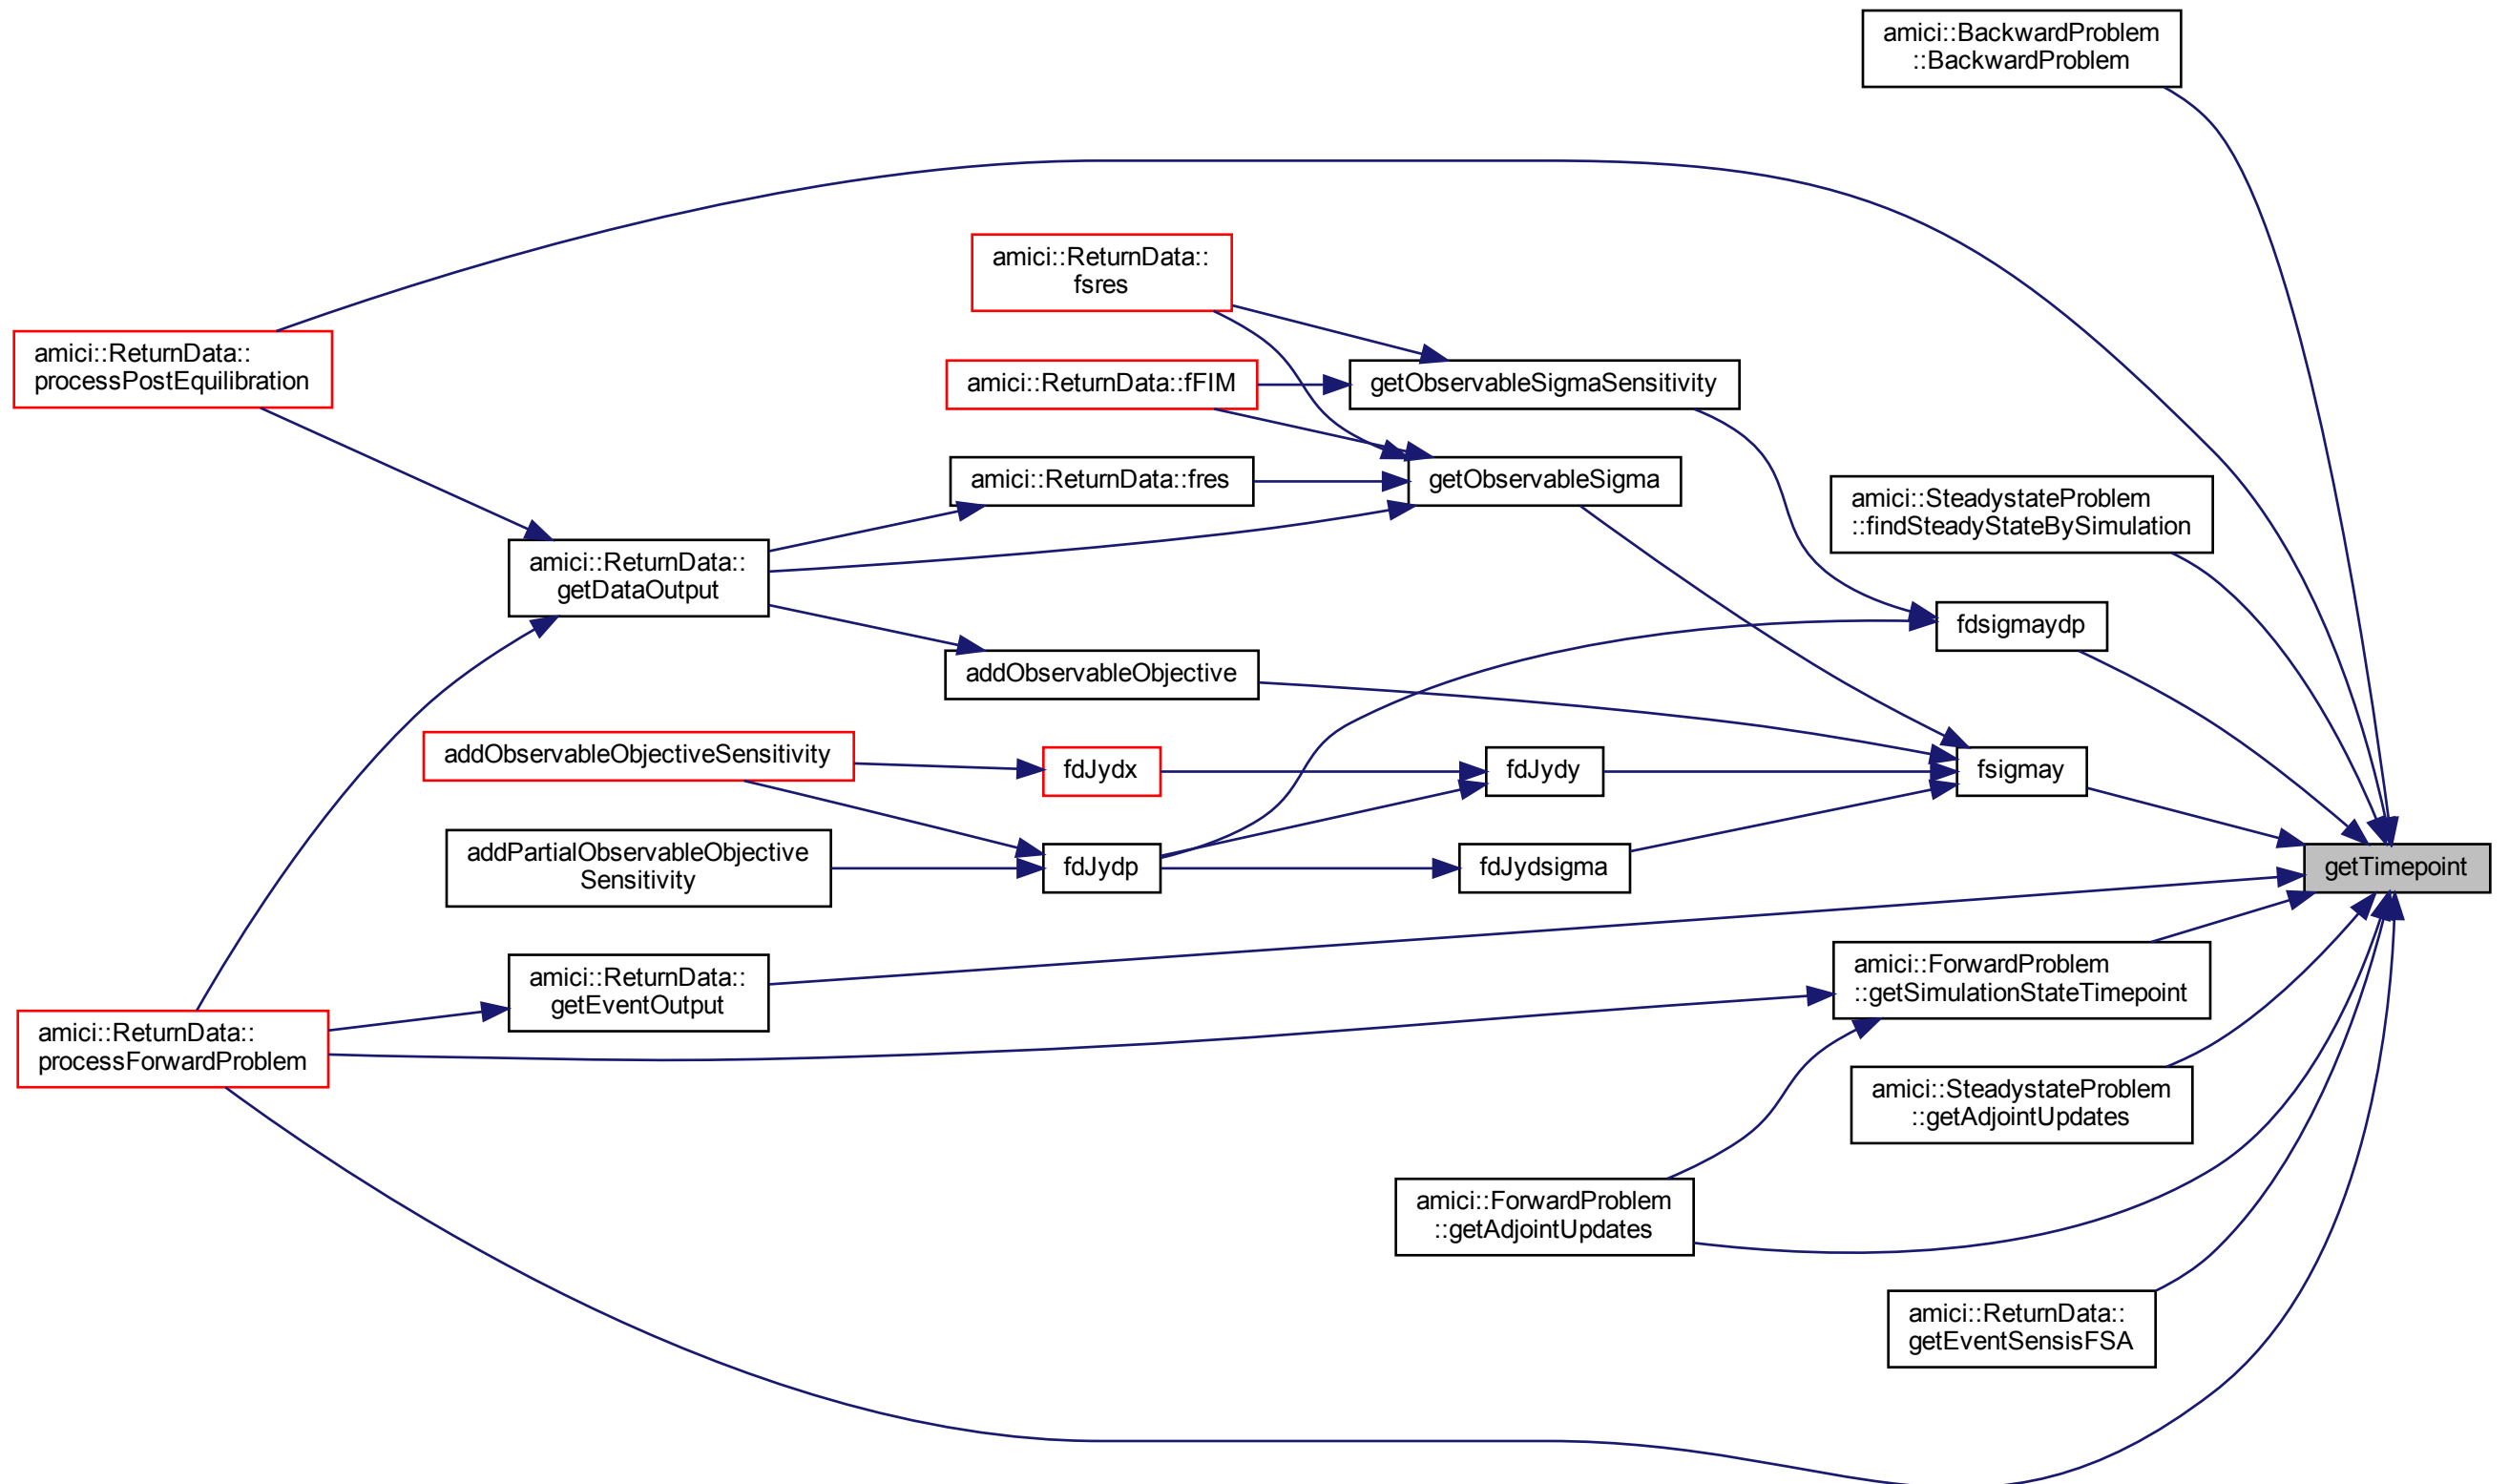 amici::BackwardProblem
::BackwardProblem
amici::ReturnData::
fsres
amici::ReturnData::
processPostEquilibration
amici::ReturnData::fFIM
getObservableSigmaSensitivity
amici::ReturnData::fres
getObservableSigma
amici::SteadystateProblem
::findSteadyStateBySimulation
amici::ReturnData::
getDataOutput
fdsigmaydp
addObservableObjective
addObservableObjectiveSensitivity
fdJydx
fdJydy
fsigmay
addPartialObservableObjective
Sensitivity
fdJydp
fdJydsigma
getTimepoint
amici::ReturnData::
getEventOutput
amici::ForwardProblem
::getSimulationStateTimepoint
amici::ReturnData::
processForwardProblem
amici::SteadystateProblem
::getAdjointUpdates
amici::ForwardProblem
::getAdjointUpdates
amici::ReturnData::
getEventSensisFSA